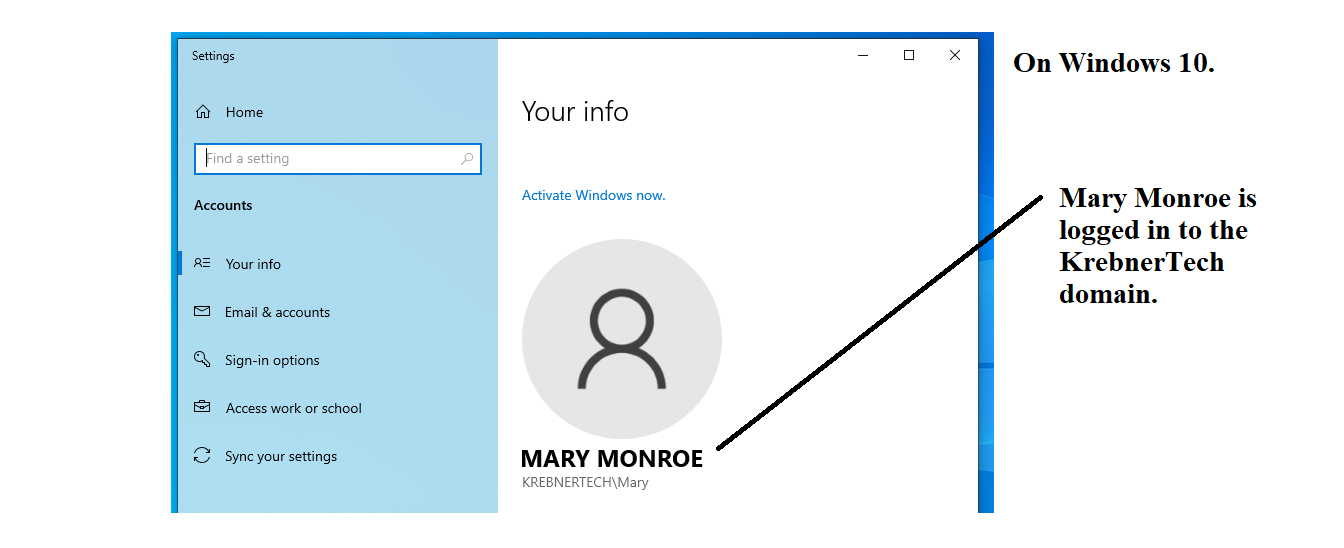 Settings
Home
Find a setting
Accounts
Your info
Email & accounts
Sign-in options
Access work or school
Sync your settings
Your info
Activate Windows now.
MARY MONROE
KREBNERTECH\Mary
On Windows 10.
Mary Monroe is
logged in to the
KrebnerTech
domain.